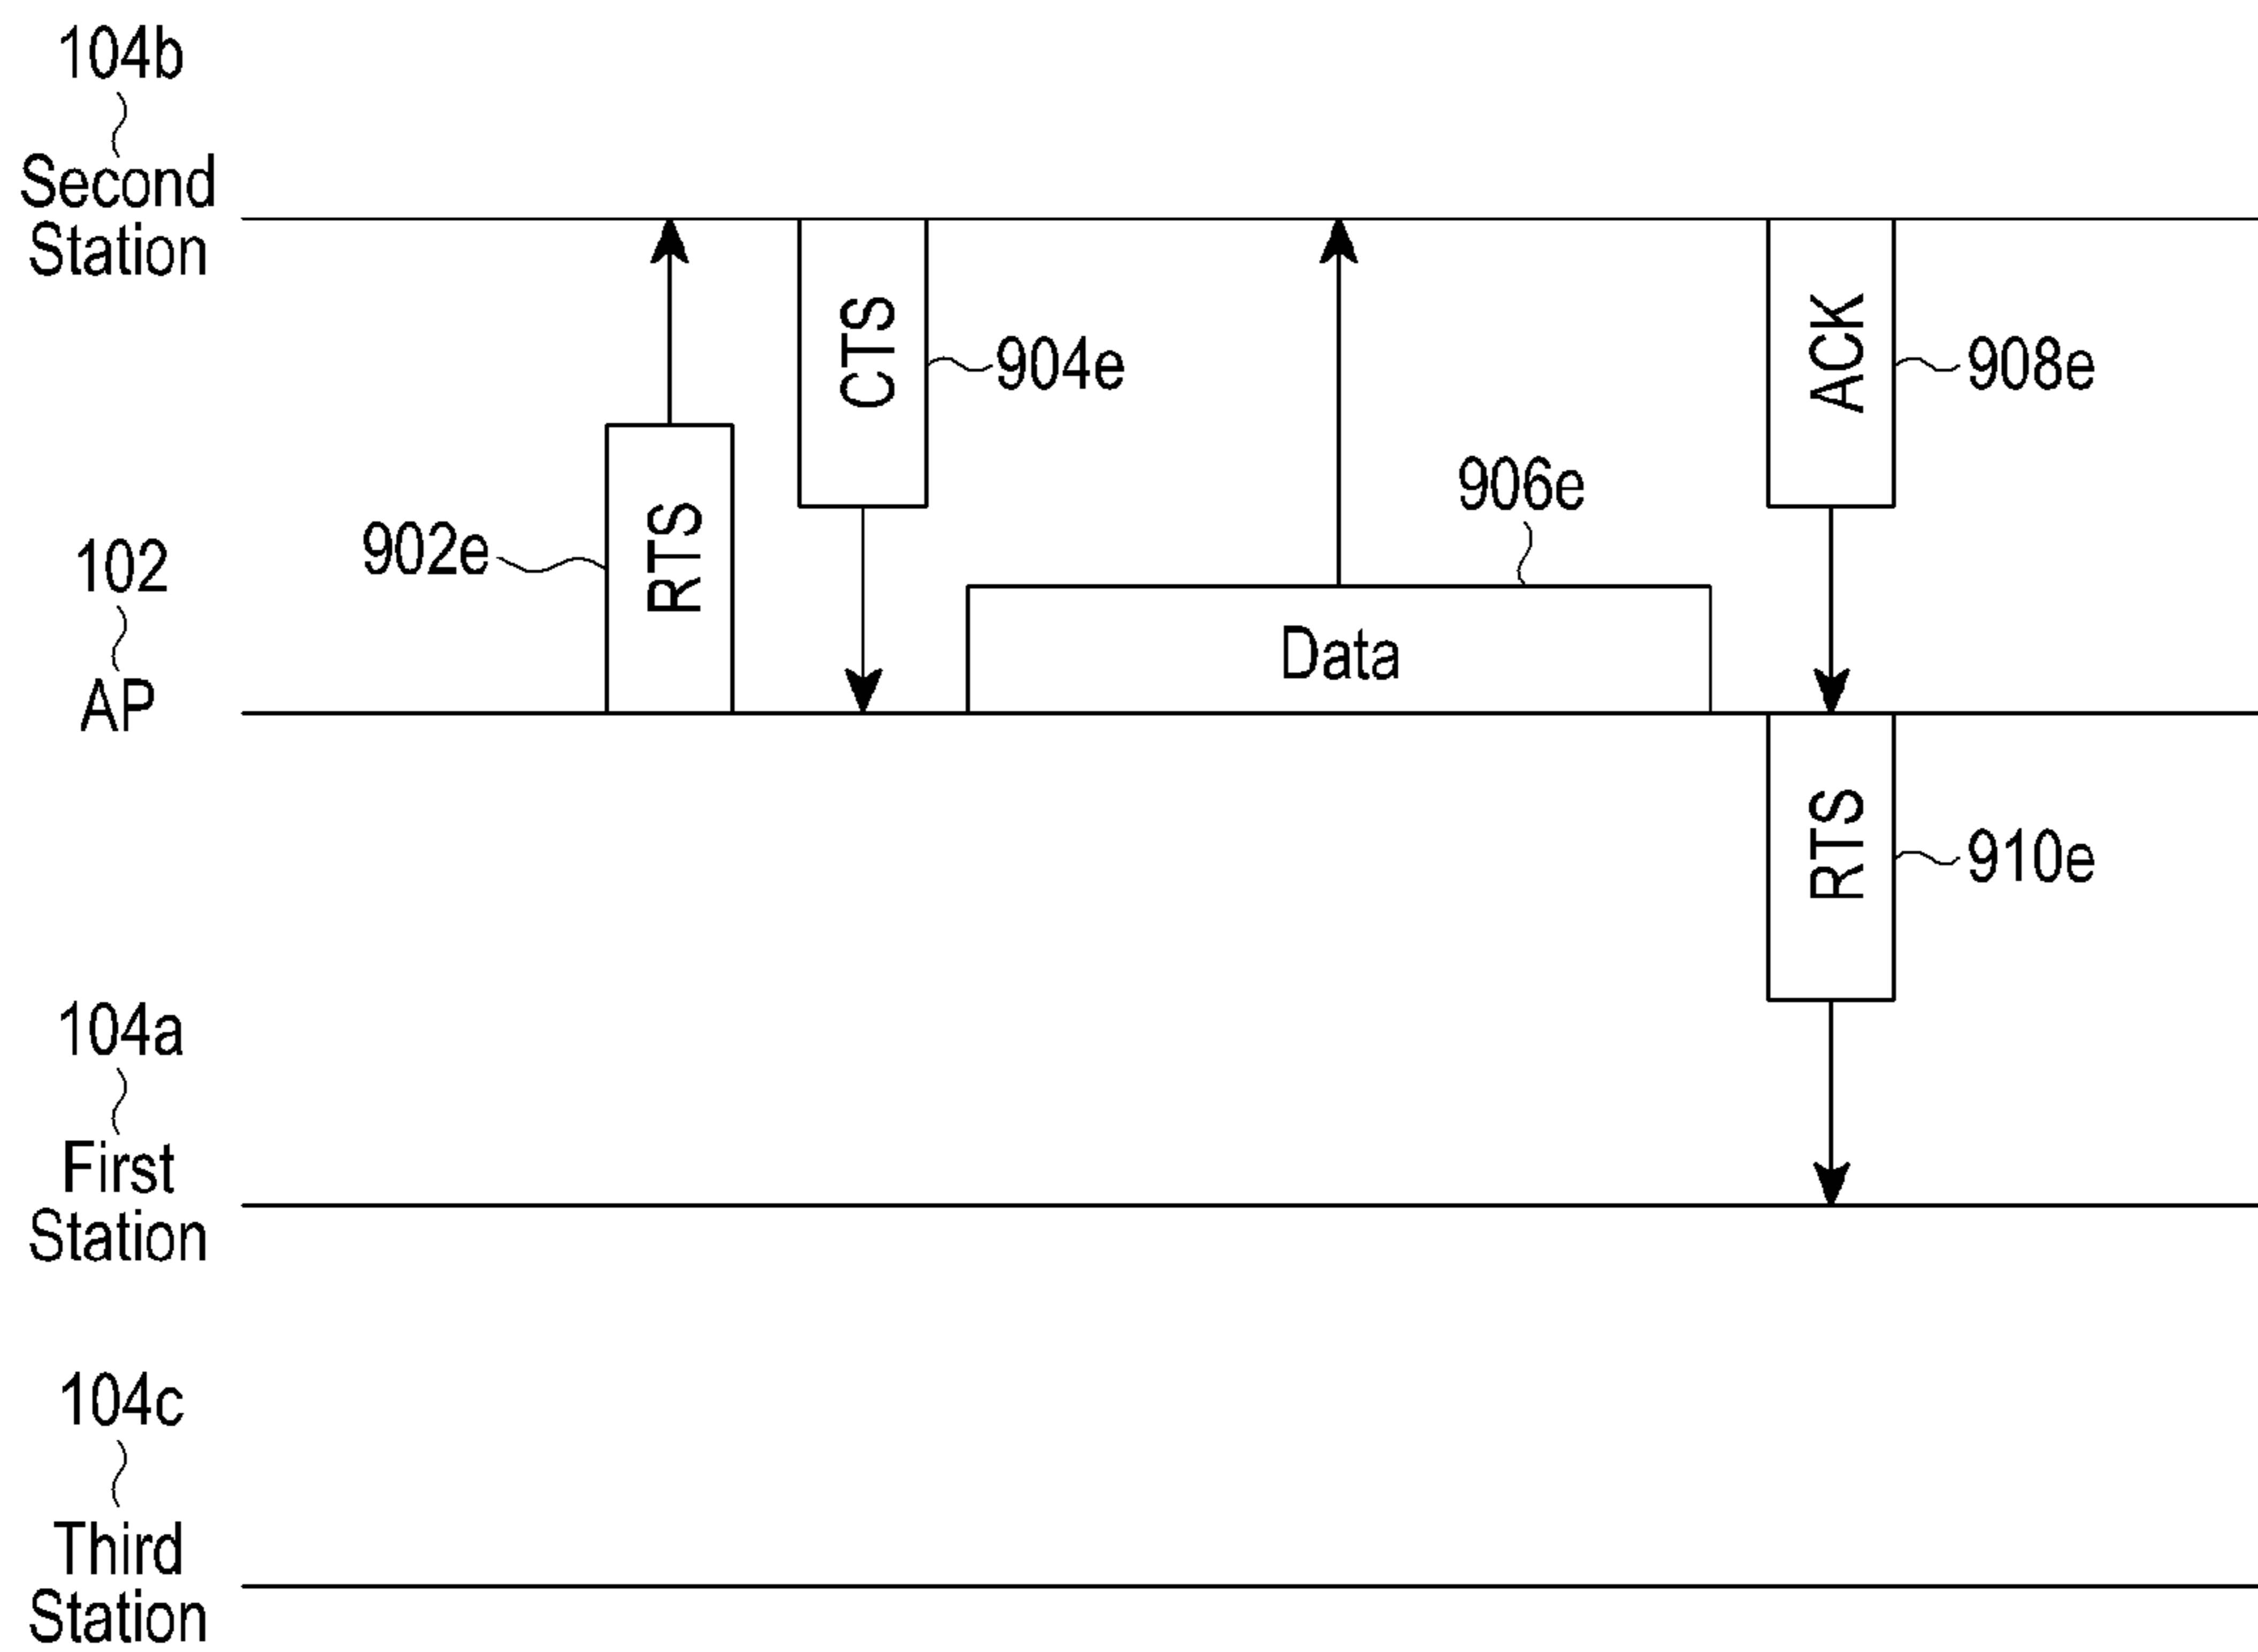 104b
Second
Station
CTS
904e
ACK
908e
906e
902e
RTS
Data
102
AP
RTS
910e
104a
First
Station
104c
Third
Station